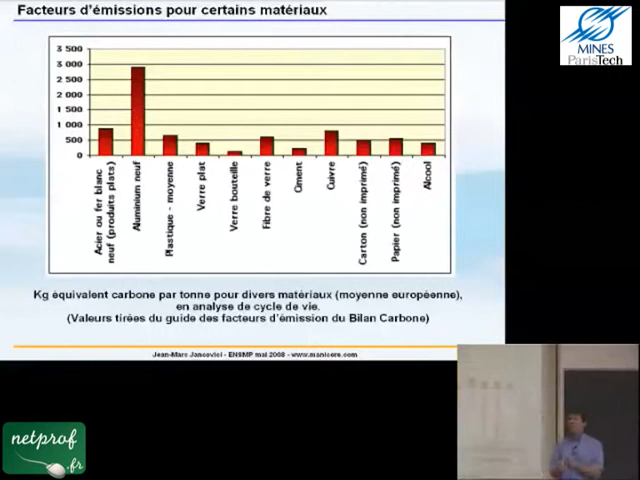 Facteurs d'émissions pour certains matériaux
MINES
ParisTech
3 500
3 000
2 500
2 000
1 500
1 000
500
0
Acier ou fer blanc
neuf (produits plats)
Aluminium neuf
Plastique - moyenne
Verre plat
Verre bouteille
Fibre de verre
Ciment
Cuivre
Carton (non imprimé)
Papier (non imprimé)
Alcool
Kg équivalent carbone par tonne pour divers matériaux (moyenne européenne),
en analyse de cycle de vie.
(Valeurs tirées du guide des facteurs d'émission du Bilan Carbone)
Jean-Marc Jancovici - ENSMP mai 2008 - www.manicore.com
netprof
.fr